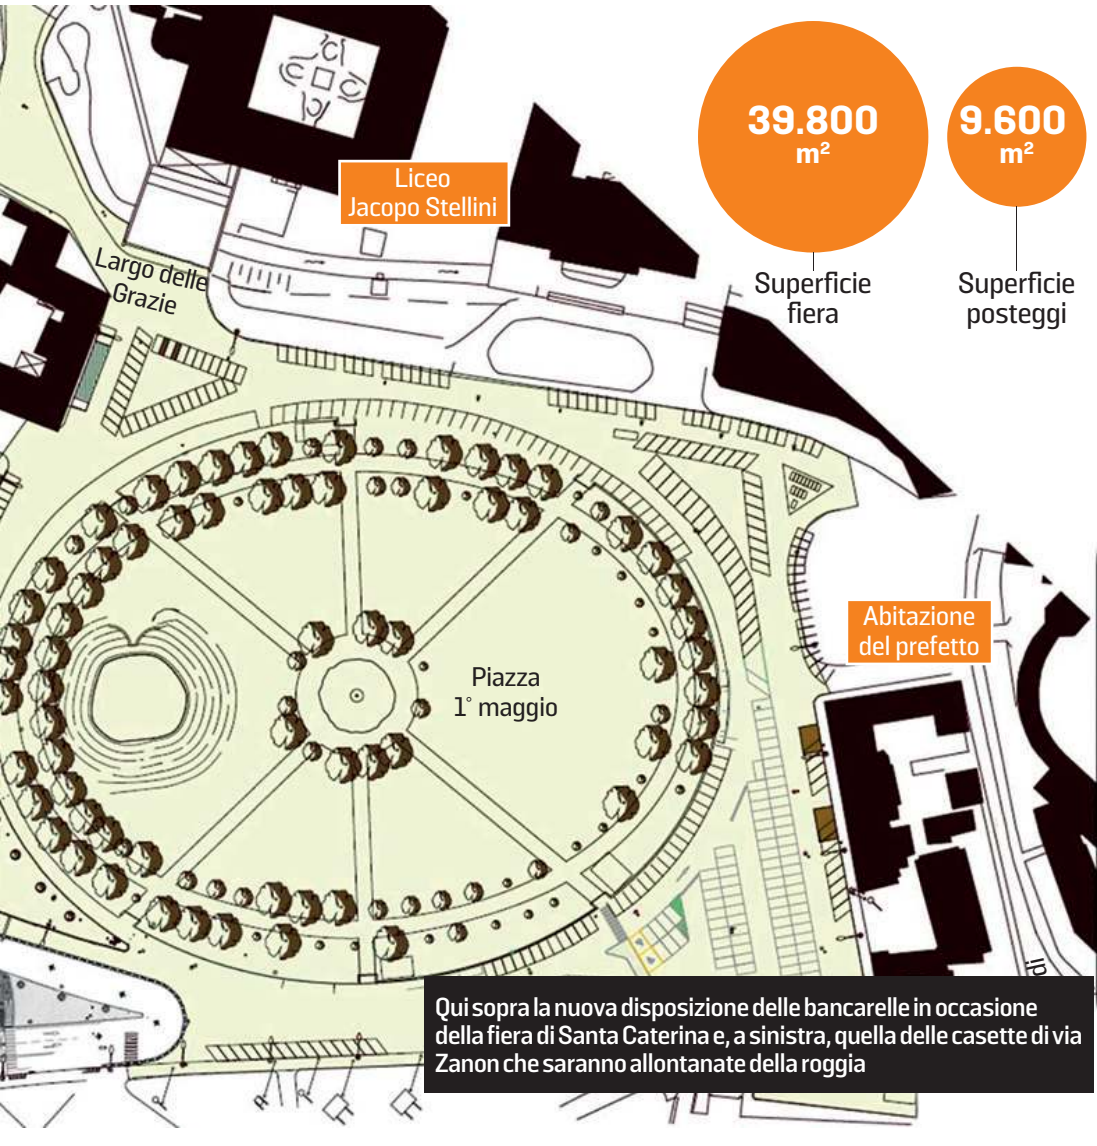 39.800
m²
9.600
m²
Liceo
Jacopo Stellini
Superficie
fiera
Superficie
posteggi
Largo delle
Grazie
Abitazione
del prefetto
Piazza
1° maggio
di
Qui sopra la nuova disposizione delle bancarelle in occasione
della fiera di Santa Caterina e, a sinistra, quella delle casette di via
Zanon che saranno allontanate della roggia